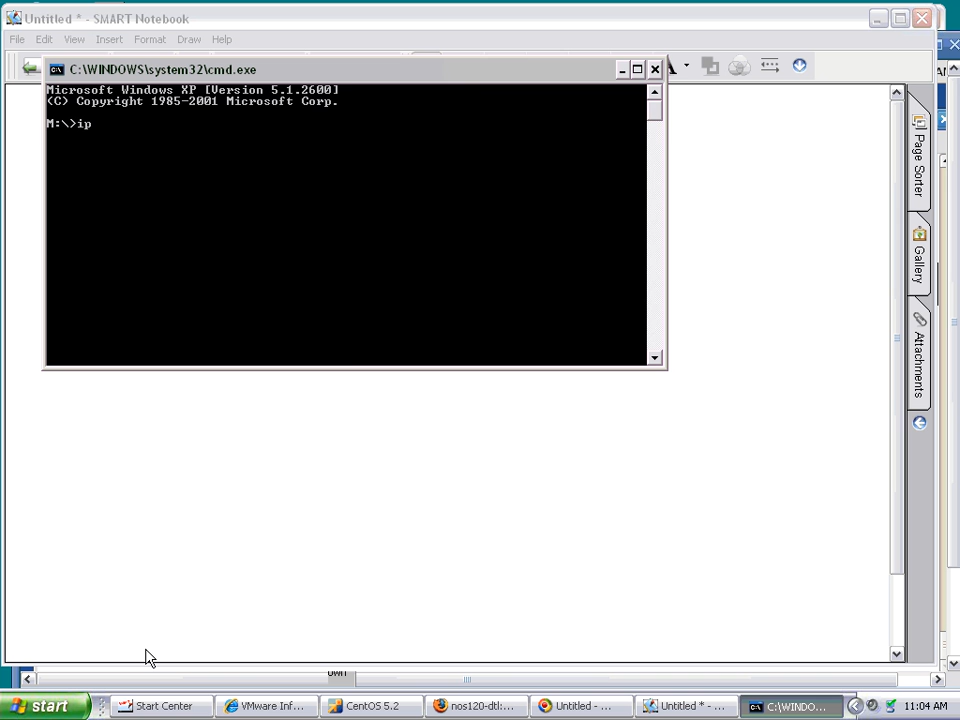 Untitled * - SMART Notebook
File Edit View Insert Format Draw Help
C:\WINDOWS\system32\cmd.exe
Microsoft Windows XP [Version 5.1.2600]
(C) Copyright 1985-2001 Microsoft Corp.
M:\>ip
Page Sorter
Gallery
Attachments
start
Start Center
VMware Inf...
CentOS 5.2
nos120-dtl:...
Untitled - ...
Untitled * - ...
C:\WINDO...
11:04 AM